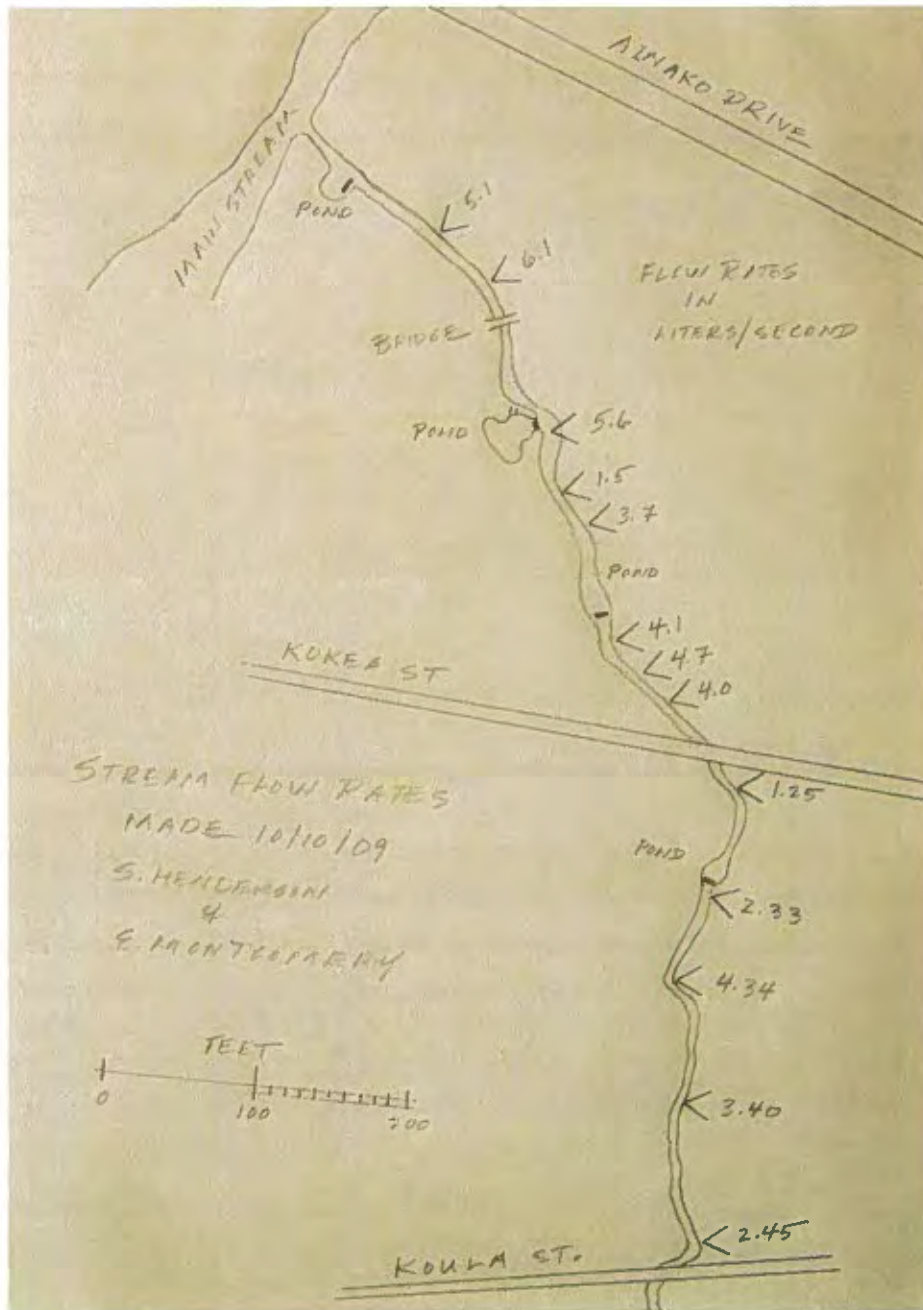 AINAKO DRIVE
MAIN STREAM
POND
5.1
6.1
FLOW RATES
IN
LITERS/SECOND
BRIDGE
POND
5.6
1.5
3.7
POND
4.1
4.7
4.0
KOKEA ST
1.25
STREAM FLOW RATES
MADE 10/10/09
S. HENDERSON
&
E. MONTGOMERY
POND
2.33
4.34
FEET
0
100
200
3.40
2.45
KOULA ST.